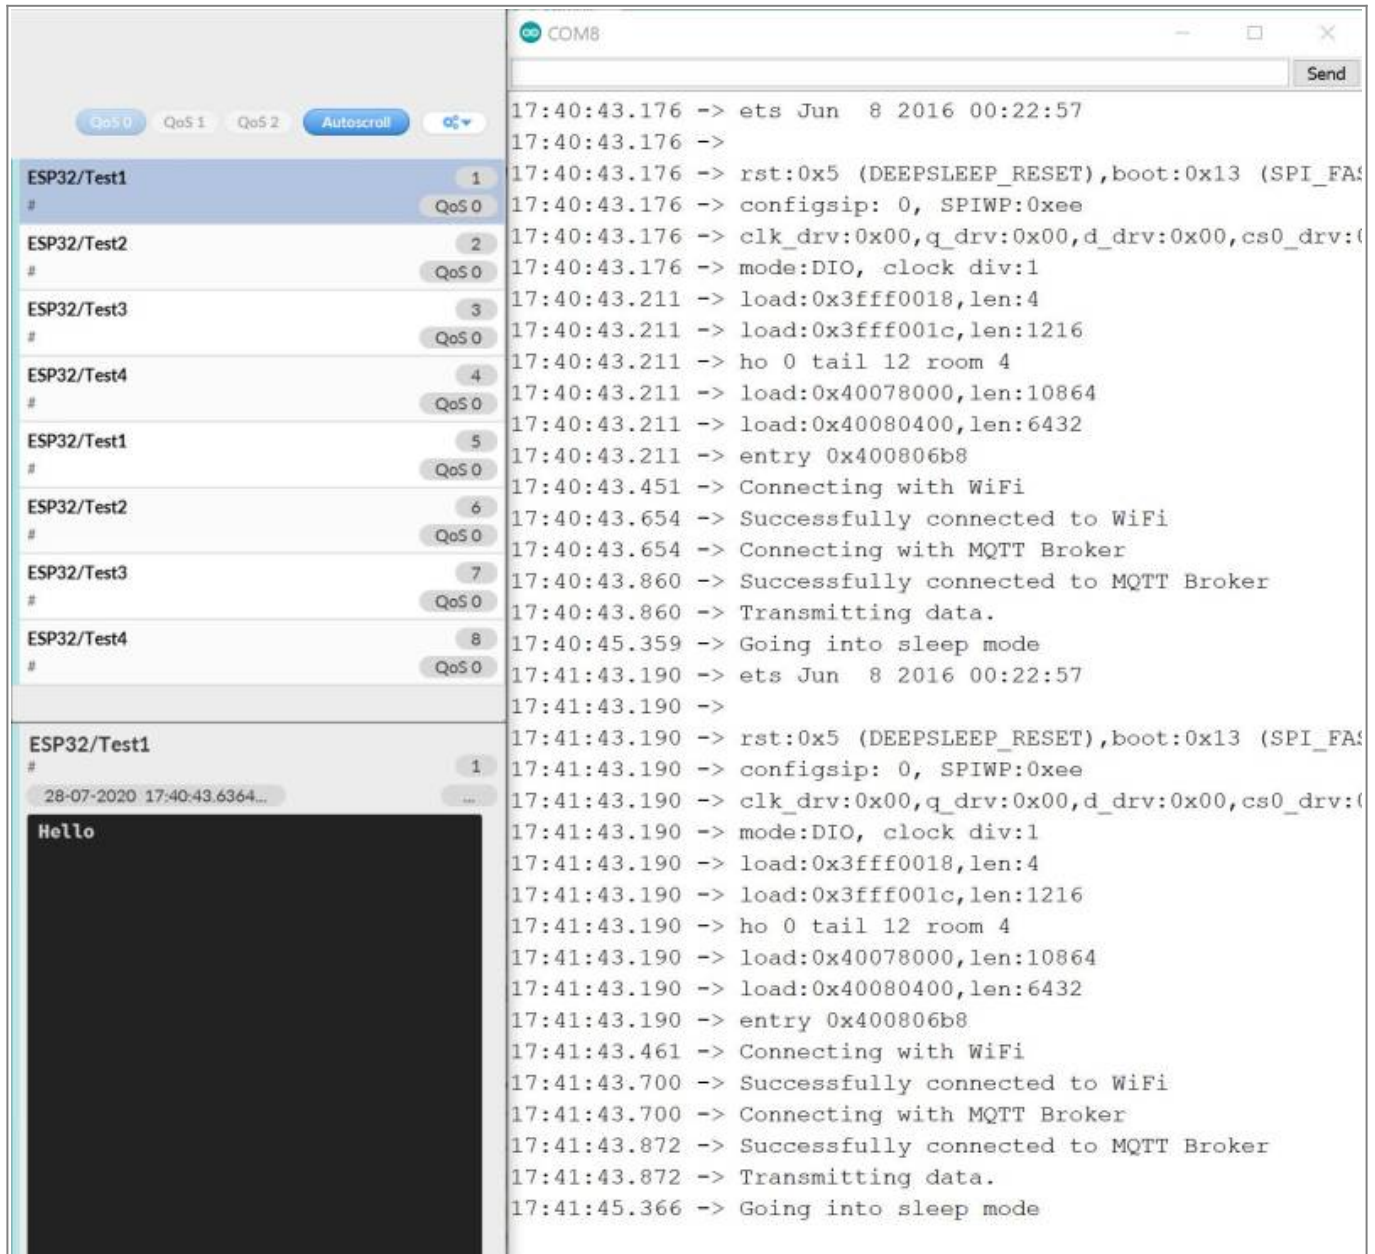 QoS 0 QoS 1 QoS 2 Autoscroll
ESP32/Test1 1
# QoS 0
ESP32/Test2 2
# QoS 0
ESP32/Test3 3
# QoS 0
ESP32/Test4 4
# QoS 0
ESP32/Test1 5
# QoS 0
ESP32/Test2 6
# QoS 0
ESP32/Test3 7
# QoS 0
ESP32/Test4 8
# QoS 0
ESP32/Test1
# 1
28-07-2020 17:40:43.6364... ...
Hello
COM8
Send
17:40:43.176 -> ets Jun  8 2016 00:22:57
17:40:43.176 ->
17:40:43.176 -> rst:0x5 (DEEPSLEEP_RESET),boot:0x13 (SPI_FAS
17:40:43.176 -> configsip: 0, SPIWP:0xee
17:40:43.176 -> clk_drv:0x00,q_drv:0x00,d_drv:0x00,cs0_drv:0
17:40:43.176 -> mode:DIO, clock div:1
17:40:43.211 -> load:0x3fff0018,len:4
17:40:43.211 -> load:0x3fff001c,len:1216
17:40:43.211 -> ho 0 tail 12 room 4
17:40:43.211 -> load:0x40078000,len:10864
17:40:43.211 -> load:0x40080400,len:6432
17:40:43.211 -> entry 0x400806b8
17:40:43.451 -> Connecting with WiFi
17:40:43.654 -> Successfully connected to WiFi
17:40:43.654 -> Connecting with MQTT Broker
17:40:43.860 -> Successfully connected to MQTT Broker
17:40:43.860 -> Transmitting data.
17:40:45.359 -> Going into sleep mode
17:41:43.190 -> ets Jun  8 2016 00:22:57
17:41:43.190 ->
17:41:43.190 -> rst:0x5 (DEEPSLEEP_RESET),boot:0x13 (SPI_FAS
17:41:43.190 -> configsip: 0, SPIWP:0xee
17:41:43.190 -> clk_drv:0x00,q_drv:0x00,d_drv:0x00,cs0_drv:0
17:41:43.190 -> mode:DIO, clock div:1
17:41:43.190 -> load:0x3fff0018,len:4
17:41:43.190 -> load:0x3fff001c,len:1216
17:41:43.190 -> ho 0 tail 12 room 4
17:41:43.190 -> load:0x40078000,len:10864
17:41:43.190 -> load:0x40080400,len:6432
17:41:43.190 -> entry 0x400806b8
17:41:43.461 -> Connecting with WiFi
17:41:43.700 -> Successfully connected to WiFi
17:41:43.700 -> Connecting with MQTT Broker
17:41:43.872 -> Successfully connected to MQTT Broker
17:41:43.872 -> Transmitting data.
17:41:45.366 -> Going into sleep mode